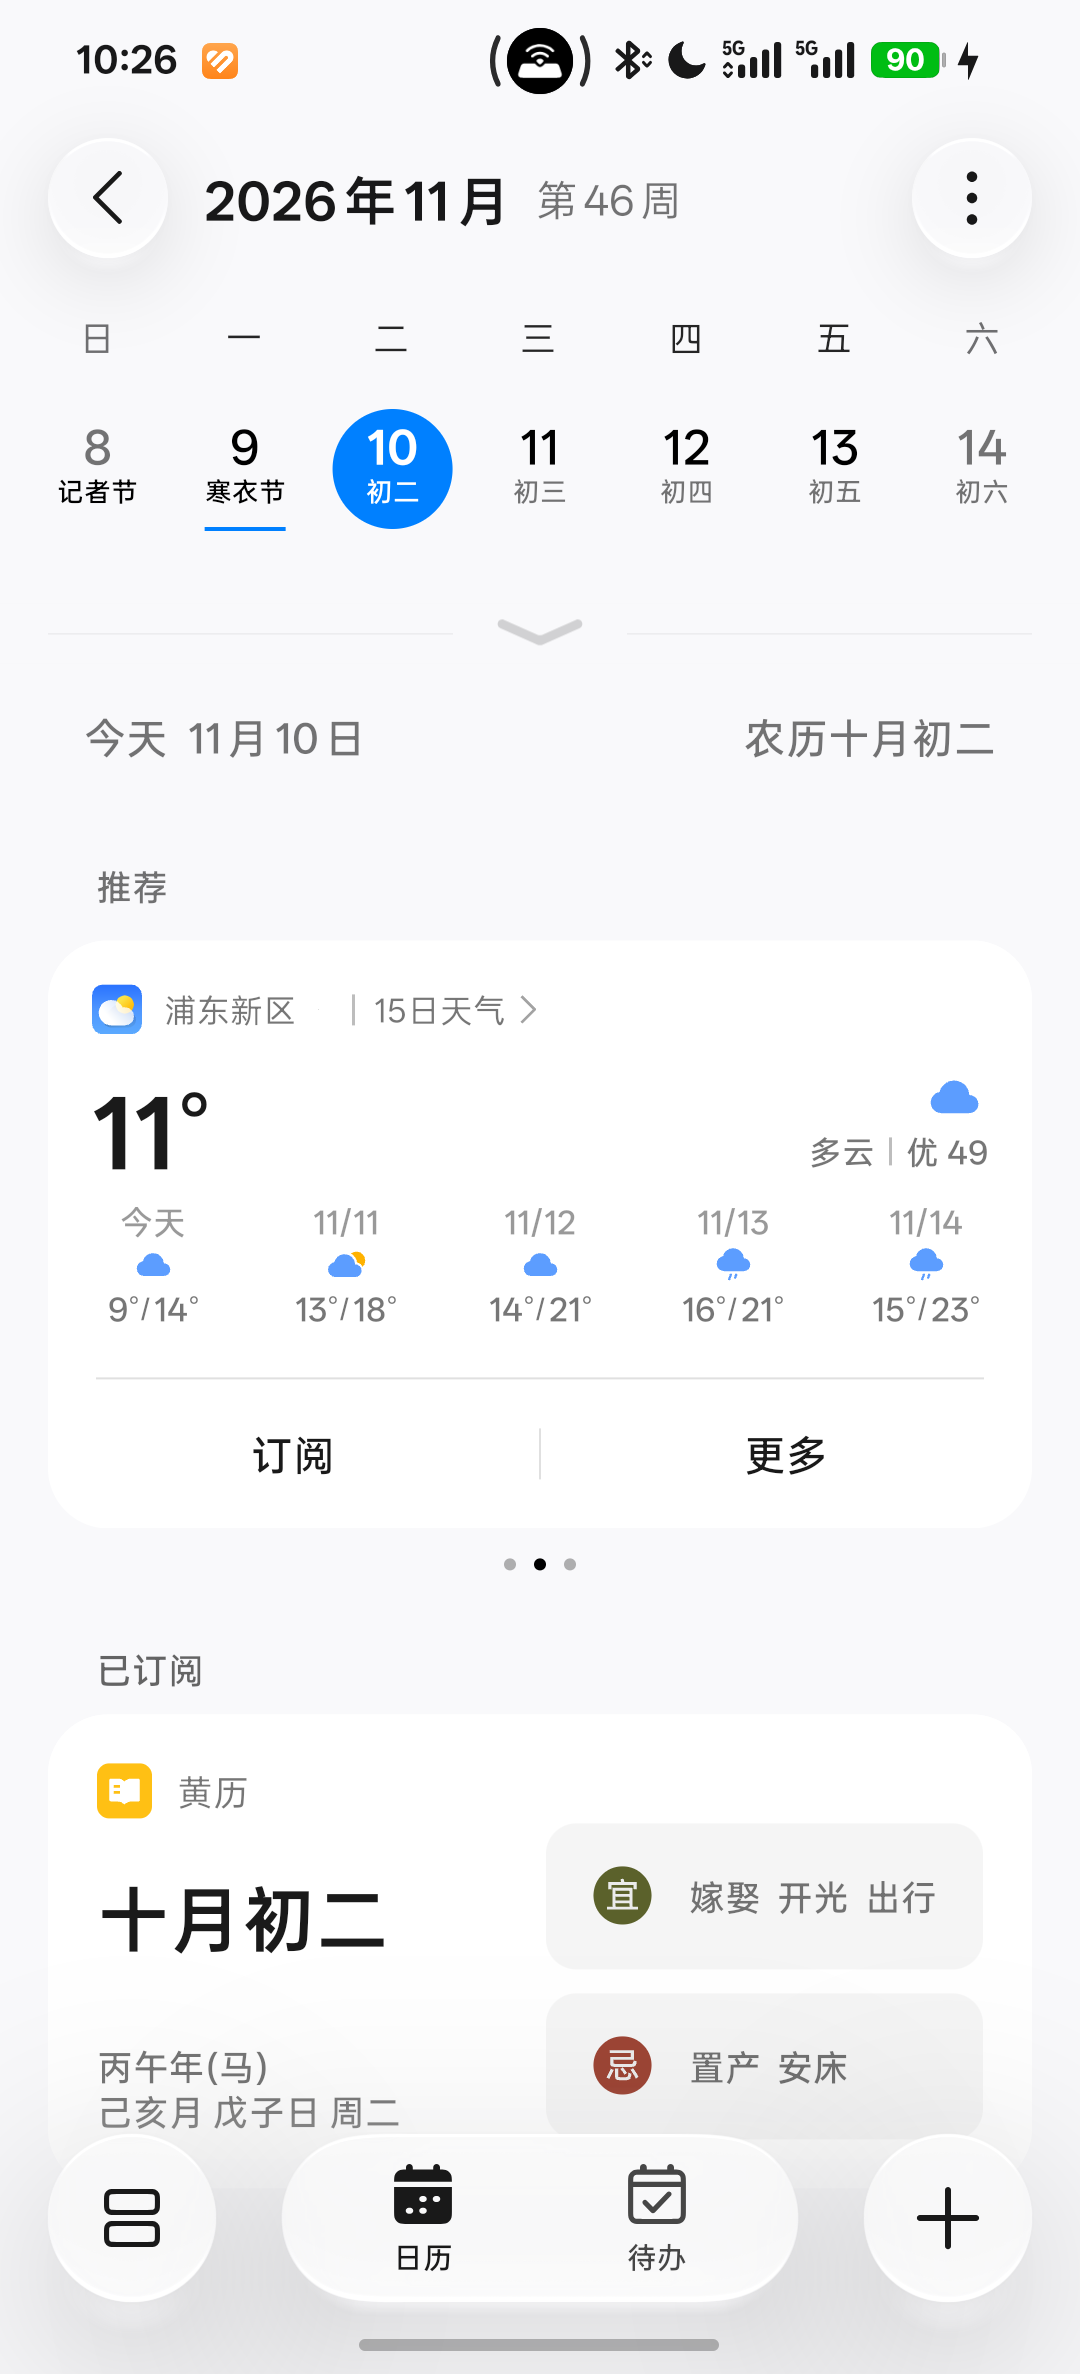 10:26 5G 5G 90
2026年11月 第46周
日 一 二 三 四 五 六
8 9 10 11 12 13 14
记者节 寒衣节 初二 初三 初四 初五 初六
今天 11月10日 农历十月初二
推荐
浦东新区 | 15日天气
11°
多云 | 优 49
今天 11/11 11/12 11/13 11/14
9°/14° 13°/18° 14°/21° 16°/21° 15°/23°
订阅 更多
已订阅
黄历
宜 嫁娶 开光 出行
十月初二
忌 置产 安床
丙午年(马)
己亥月 戊子日 周二
日历 待办